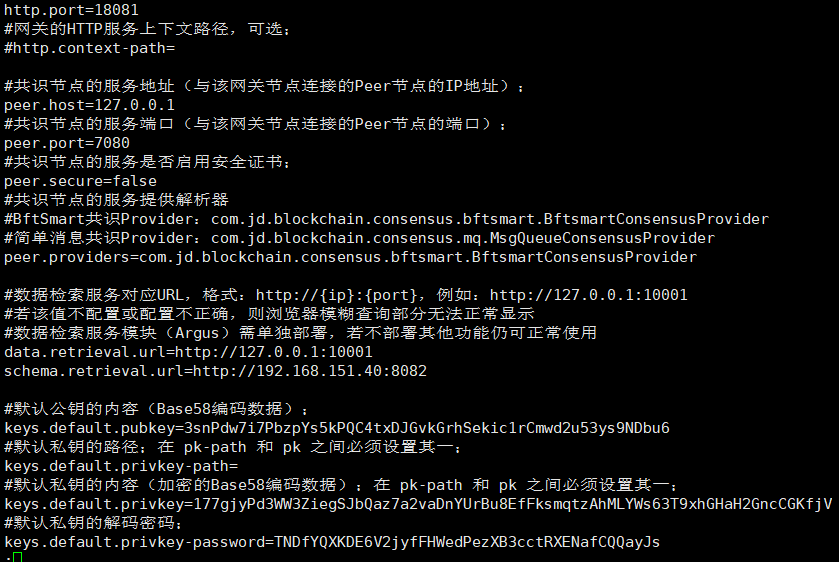 http.port=18081
#网关的HTTP服务上下文路径，可选；
#http.context-path=
#共识节点的服务地址（与该网关节点连接的Peer节点的IP地址）；
peer.host=127.0.0.1
#共识节点的服务端口（与该网关节点连接的Peer节点的端口）；
peer.port=7080
#共识节点的服务是否启用安全证书；
peer.secure=false
#共识节点的服务提供解析器
#BftSmart共识Provider：com.jd.blockchain.consensus.bftsmart.BftsmartConsensusProvider
#简单消息共识Provider：com.jd.blockchain.consensus.mq.MsgQueueConsensusProvider
peer.providers=com.jd.blockchain.consensus.bftsmart.BftsmartConsensusProvider
#数据检索服务对应URL，格式：http://{ip}:{port}，例如：http://127.0.0.1:10001
#若该值不配置或配置不正确，则浏览器模糊查询部分无法正常显示
#数据检索服务模块（Argus）需单独部署，若不部署其他功能仍可正常使用
data.retrieval.url=http://127.0.0.1:10001
schema.retrieval.url=http://192.168.151.40:8082
#默认公钥的内容（Base58编码数据）；
keys.default.pubkey=3snPdw7i7PbzpYs5kPQC4txDJGvkGrhSekic1rCmwd2u53ys9NDbu6
#默认私钥的路径；在 pk-path 和 pk 之间必须设置其一；
keys.default.privkey-path=
#默认私钥的内容（加密的Base58编码数据）；在 pk-path 和 pk 之间必须设置其一；
keys.default.privkey=177gjyPd3WW3ZiegSJbQaz7a2vaDnYUrBu8EfFksmqtzAhMLYWs63T9xhGHaH2GncCGKfjV
#默认私钥的解码密码；
keys.default.privkey-password=TNDfYQXKDE6V2jyfFHWedPezXB3cctRXENafCQQayJs
: